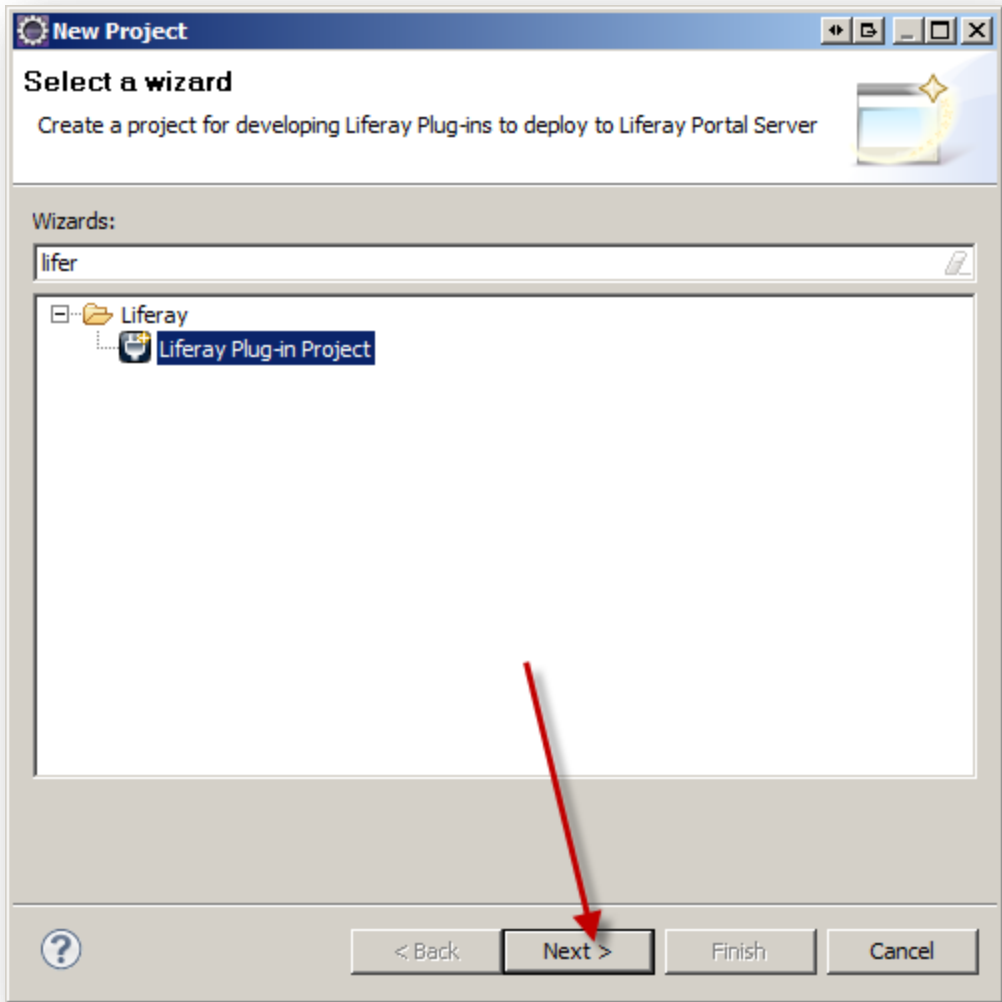 New Project
Select a wizard
Create a project for developing Liferay Plug-ins to deploy to Liferay Portal Server
Wizards:
lifer
Liferay
Liferay Plug-in Project
?
< Back Next > Finish Cancel